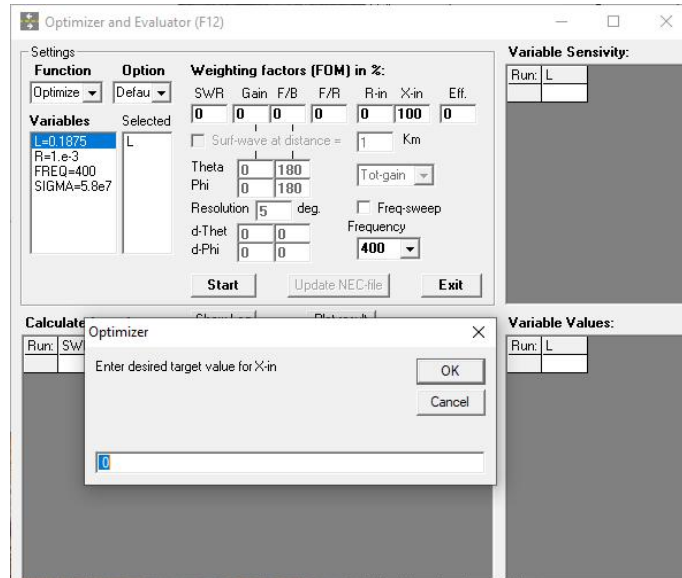 Optimizer and Evaluator (F12)
Settings
Function Option Weighting factors (FOM) in %:
Optimize Defau SWR Gain F/B F/R R-in X-in Eff.
0 0 0 0 0 100 0
Variables Selected
L=0.1875 L
R=1.e-3
FREQ=400
SIGMA=5.8e7
Surf-wave at distance = 1 Km
Theta 0 180
Phi 0 180
Tot-gain
Resolution 5 deg. Freq-sweep
d-Thet 0 0
d-Phi 0 0
Frequency
400
Start Update NEC-file Exit
Variable Sensivity:
Run: L
Calculate
Run: SW
Optimizer
Enter desired target value for X-in
OK
Cancel
0
Variable Values:
Run: L